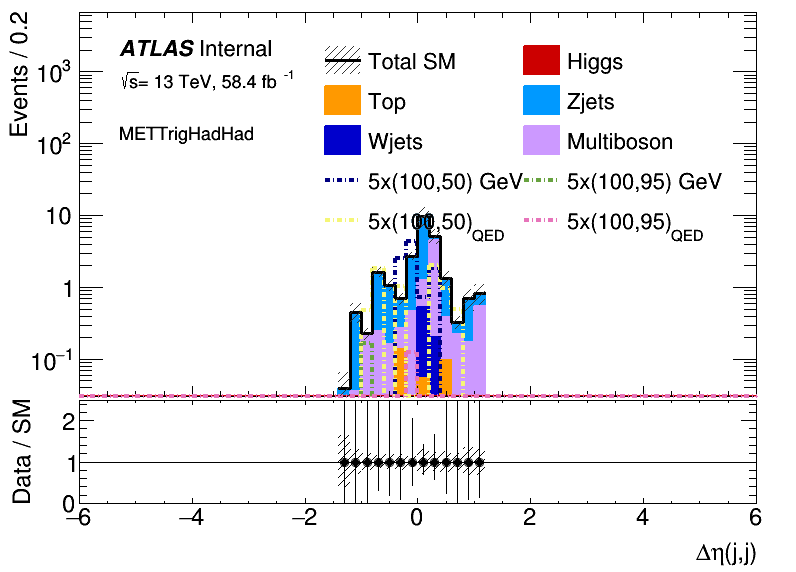 Events / 0.2
ATLAS Internal
√s= 13 TeV, 58.4 fb ⁻¹
METTrigHadHad
Total SM
Higgs
Top
Zjets
Wjets
Multiboson
5x(100,50) GeV
5x(100,95) GeV
5x(100,50)QED
5x(100,95)QED
10³
10²
10
1
10⁻¹
Data / SM
2
1
0
−6 −4 −2 0 2 4 6
Δη(j,j)